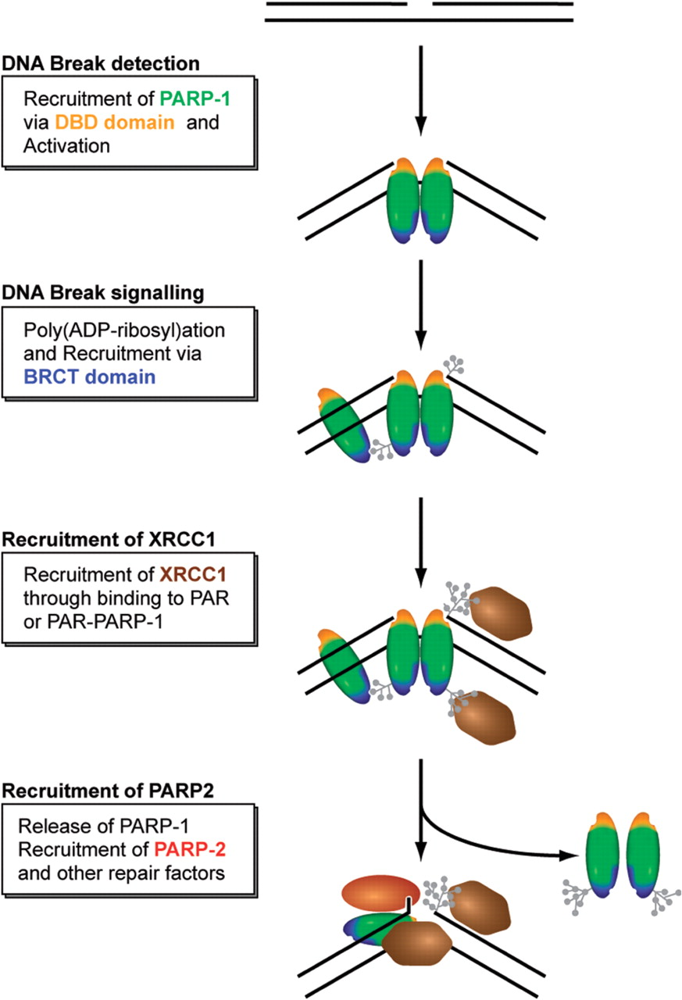 DNA Break detection
Recruitment of PARP-1
via DBD domain and
Activation
DNA Break signalling
Poly(ADP-ribosyl)ation
and Recruitment via
BRCT domain
Recruitment of XRCC1
Recruitment of XRCC1
through binding to PAR
or PAR-PARP-1
Recruitment of PARP2
Release of PARP-1
Recruitment of PARP-2
and other repair factors